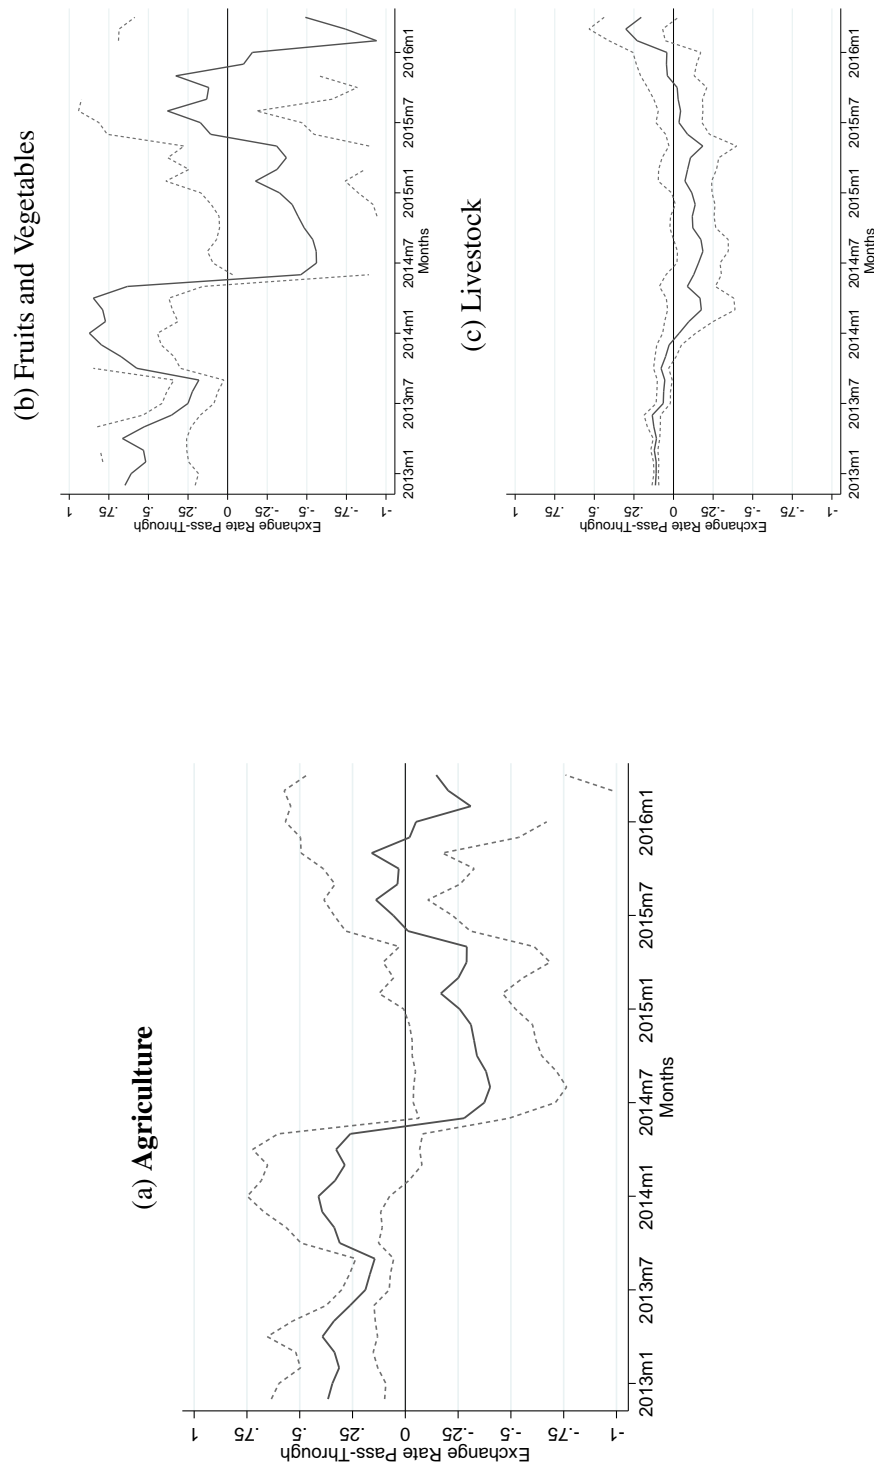 (a) Agriculture
1
.75
.5
.25
0
-.25
-.5
-.75
-1
Exchange Rate Pass-Through
2013m1
2013m7
2014m1
2014m7
2015m1
2015m7
2016m1
Months
(b) Fruits and Vegetables
1
.75
.5
.25
0
-.25
-.5
-.75
-1
Exchange Rate Pass-Through
2013m1
2013m7
2014m1
2014m7
2015m1
2015m7
2016m1
Months
(c) Livestock
1
.75
.5
.25
0
-.25
-.5
-.75
-1
Exchange Rate Pass-Through
2013m1
2013m7
2014m1
2014m7
2015m1
2015m7
2016m1
Months